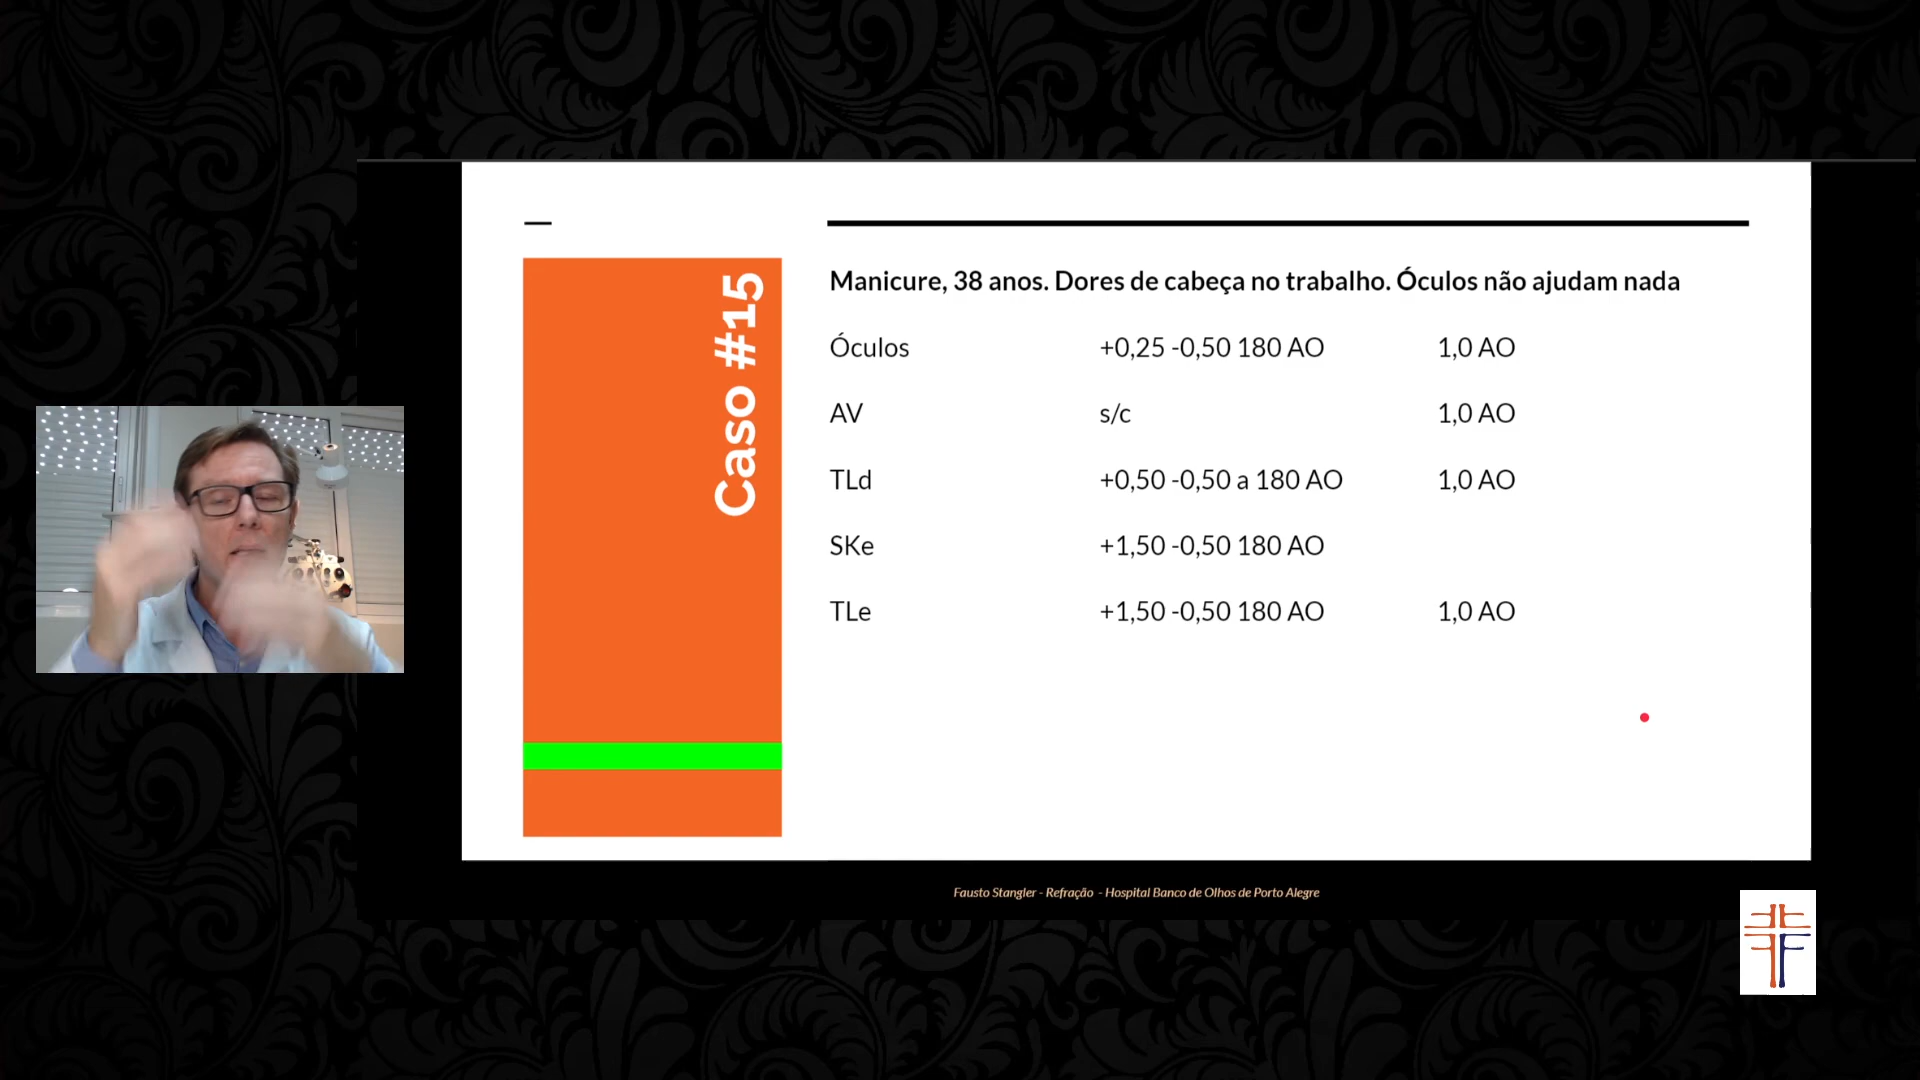 Caso #15
Manicure, 38 anos. Dores de cabeça no trabalho. Óculos não ajudam nada
Óculos +0,25 -0,50 180 AO 1,0 AO
AV s/c 1,0 AO
TLd +0,50 -0,50 a 180 AO 1,0 AO
SKe +1,50 -0,50 180 AO
TLe +1,50 -0,50 180 AO 1,0 AO
Fausto Stangler - Refração - Hospital Banco de Olhos de Porto Alegre